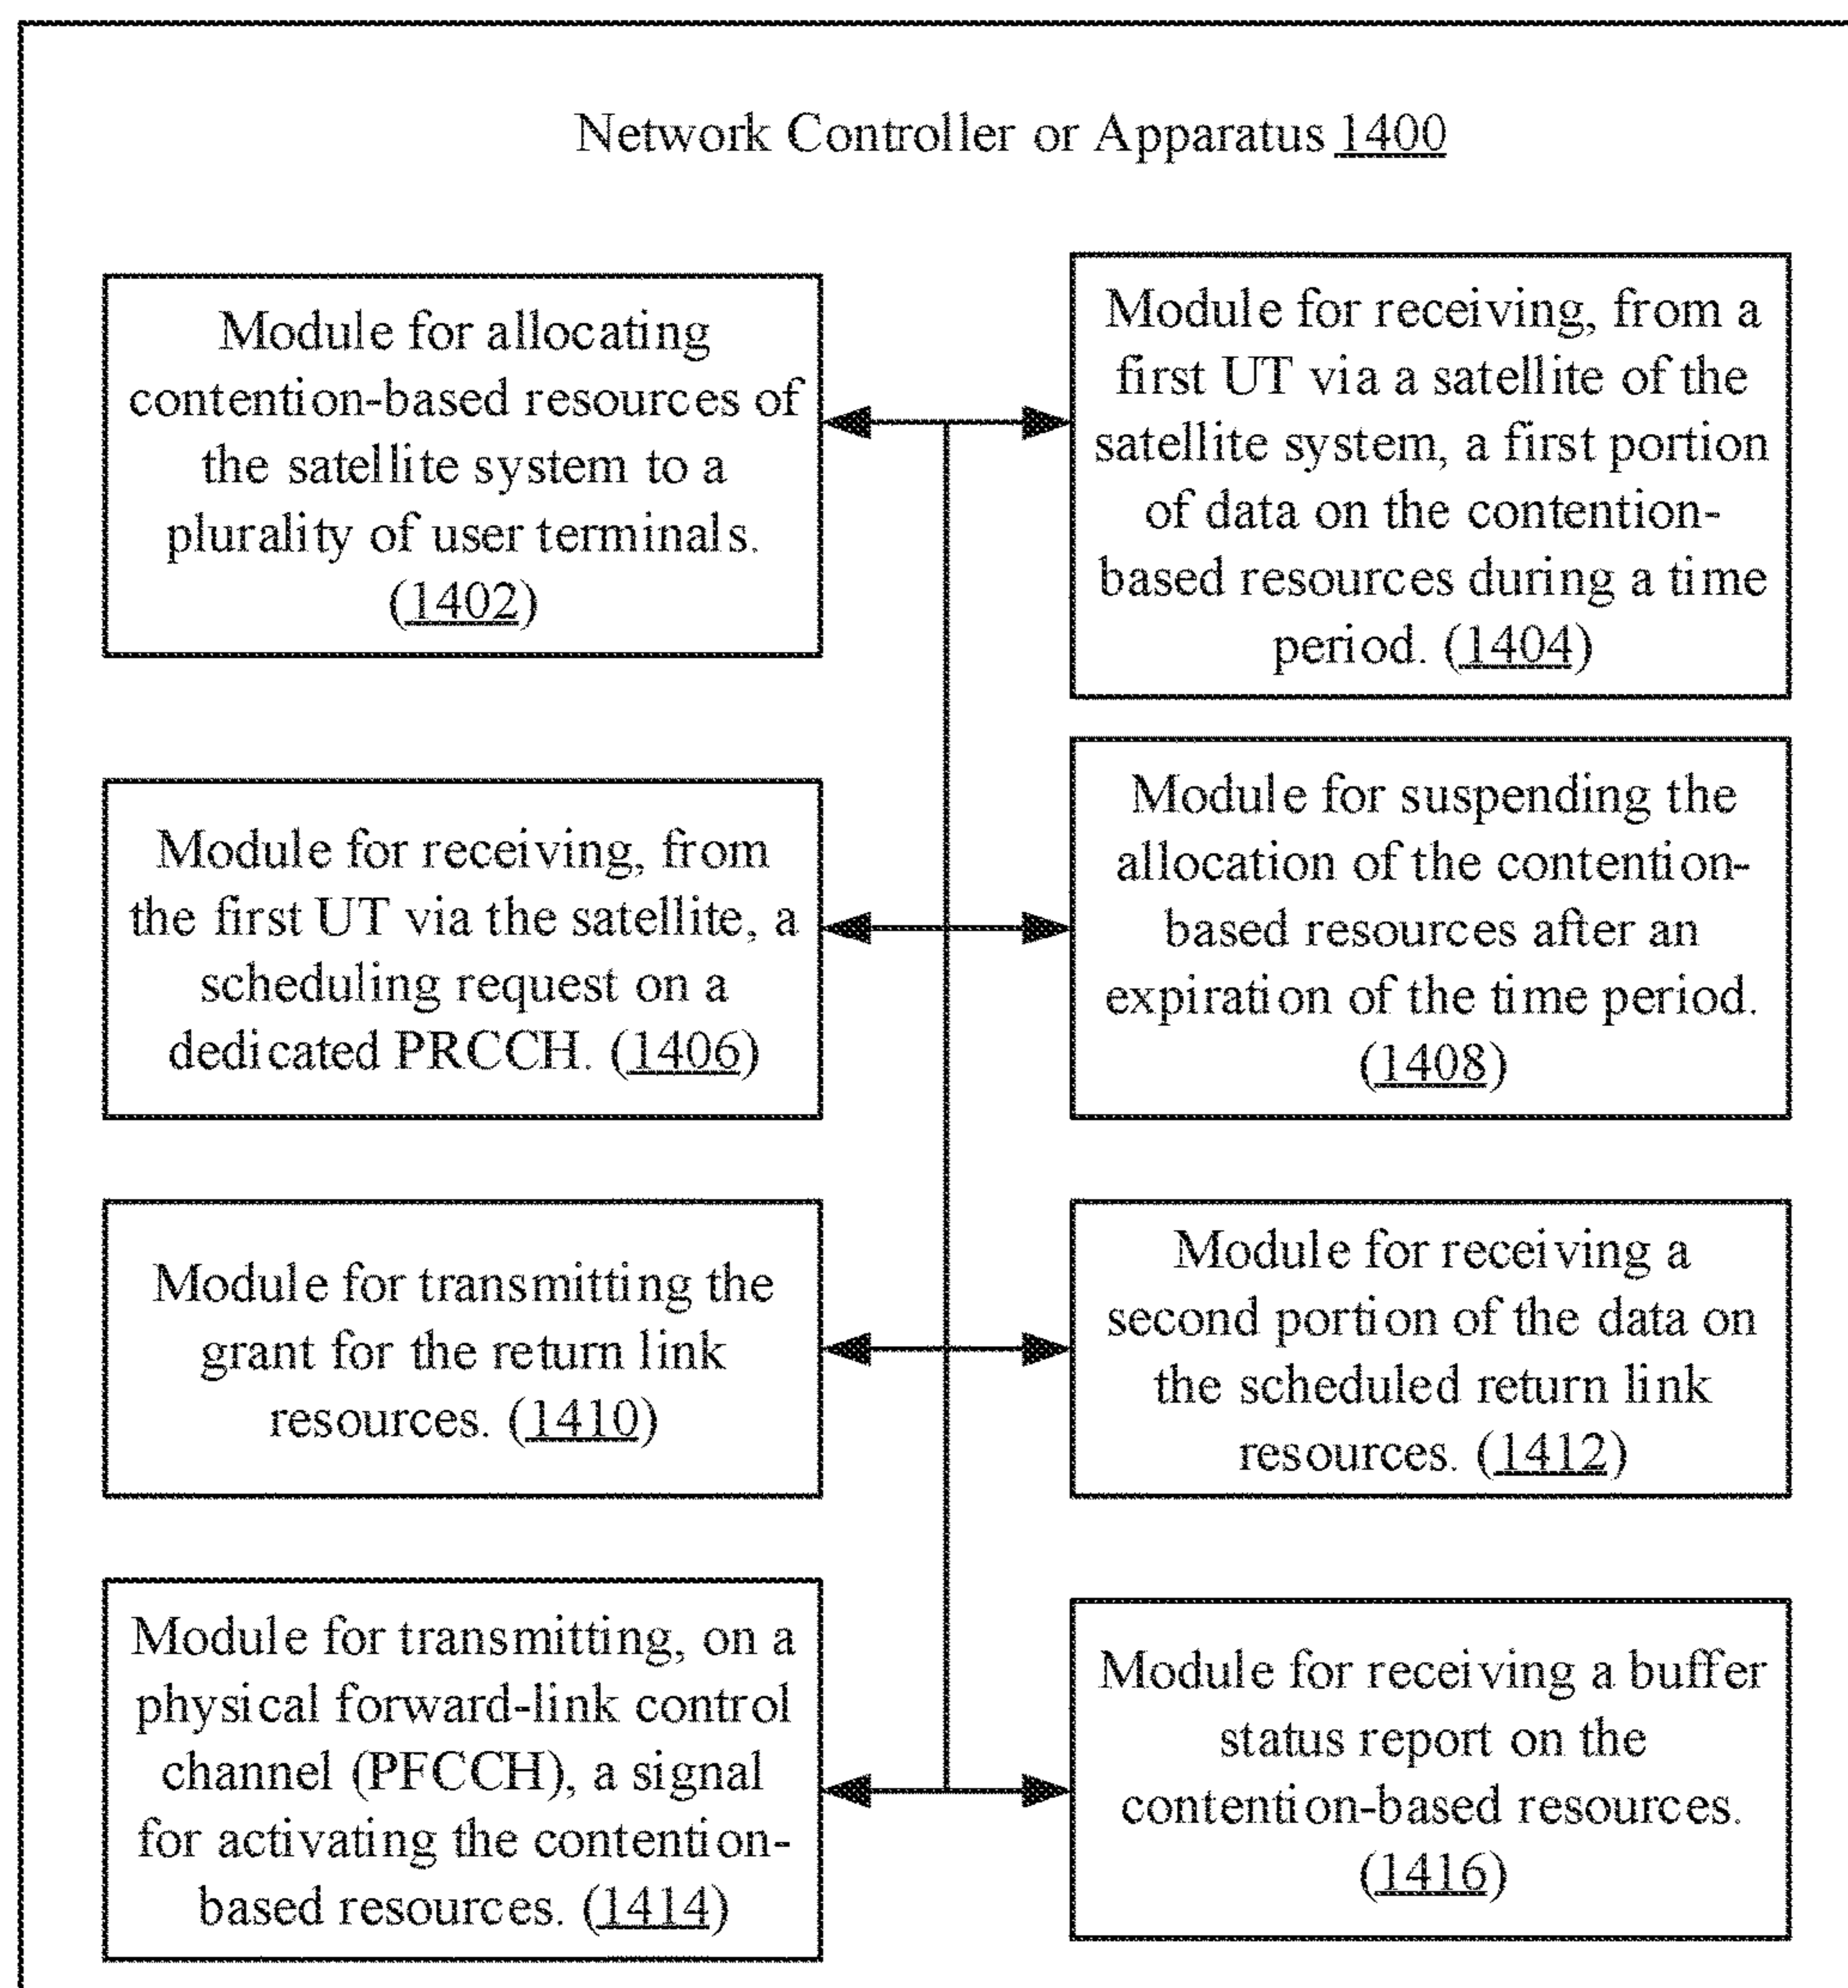 Network Controller or Apparatus 1400
Module for allocating
contention-based resources of
the satellite system to a
plurality of user terminals.
(1402)
Module for receiving, from a
first UT via a satellite of the
satellite system, a first portion
of data on the contention-
based resources during a time
period. (1404)
Module for receiving, from
the first UT via the satellite, a
scheduling request on a
dedicated PRCCH. (1406)
Module for suspending the
allocation of the contention-
based resources after an
expiration of the time period.
(1408)
Module for transmitting the
grant for the return link
resources. (1410)
Module for receiving a
second portion of the data on
the scheduled return link
resources. (1412)
Module for transmitting, on a
physical forward-link control
channel (PFCCH), a signal
for activating the contention-
based resources. (1414)
Module for receiving a buffer
status report on the
contention-based resources.
(1416)